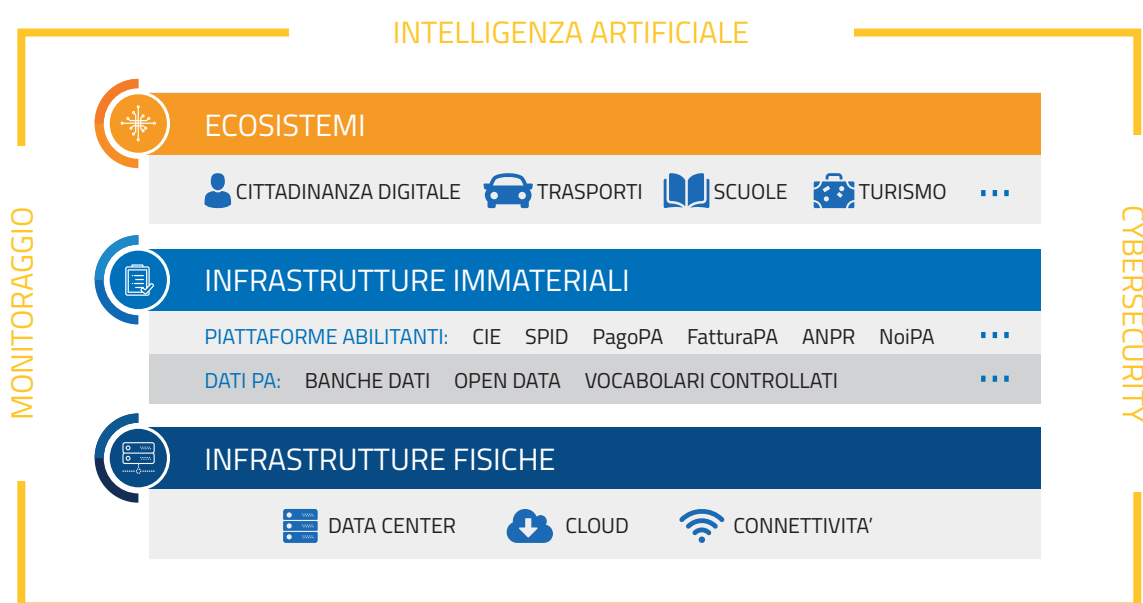 INTELLIGENZA ARTIFICIALE
MONITORAGGIO
CYBERSECURITY
ECOSISTEMI
CITTADINANZA DIGITALE TRASPORTI SCUOLE TURISMO ...
INFRASTRUTTURE IMMATERIALI
PIATTAFORME ABILITANTI: CIE SPID PagoPA FatturaPA ANPR NoiPA ...
DATI PA: BANCHE DATI OPEN DATA VOCABOLARI CONTROLLATI ...
INFRASTRUTTURE FISICHE
DATA CENTER CLOUD CONNETTIVITA’